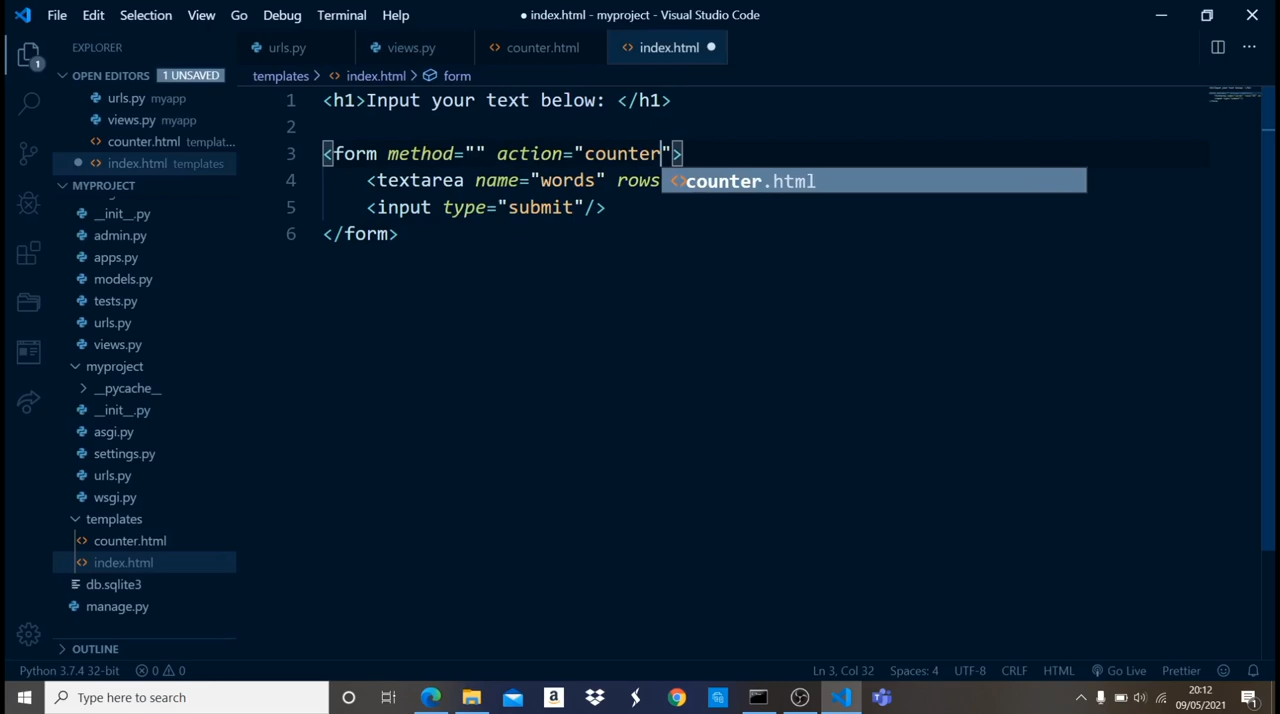 File Edit Selection View Go Debug Terminal Help
● index.html - myproject - Visual Studio Code
EXPLORER
urls.py views.py counter.html index.html ●
OPEN EDITORS 1 UNSAVED
urls.py myapp
views.py myapp
counter.html templat...
● index.html templates
MYPROJECT
__init__.py
admin.py
apps.py
models.py
tests.py
urls.py
views.py
myproject
__pycache__
__init__.py
asgi.py
settings.py
urls.py
wsgi.py
templates
counter.html
index.html
db.sqlite3
manage.py
OUTLINE
1
templates > index.html > form
1 <h1>Input your text below: </h1>
2
3 <form method="" action="counter">
4 <textarea name="words" rows
counter.html
5 <input type="submit"/>
6 </form>
Python 3.7.4 32-bit 0 0 Ln 3, Col 32 Spaces: 4 UTF-8 CRLF HTML Go Live Prettier
Type here to search
20:12
09/05/2021
1